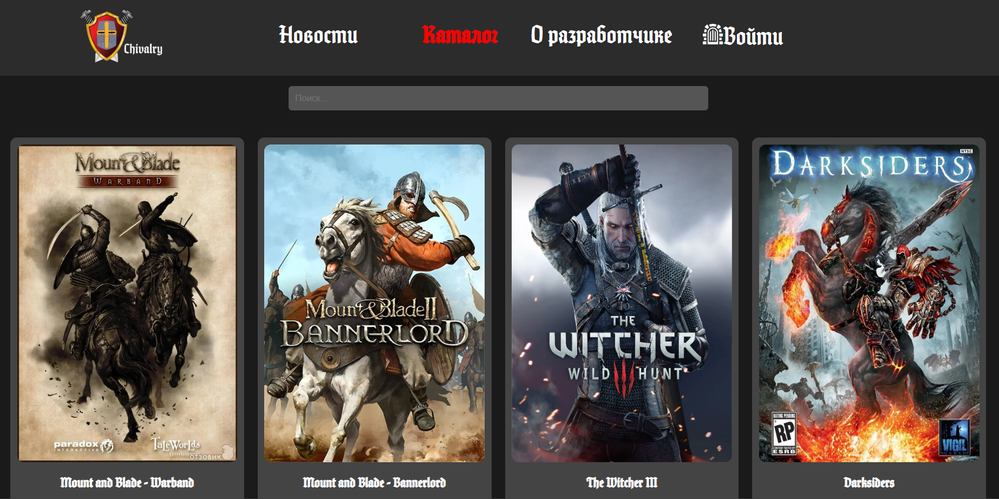 Chivalry
Новости
Каталог
О разработчике
Войти
Поиск...
Mount&Blade
WARBAND
paradox
INTERACTIVE
TaleWorlds
Entertainment
ОТЗОВИК
Mount and Blade - Warband
Mount&Blade II
BANNERLORD
Mount and Blade - Bannerlord
THE
WITCHER
WILD HUNT
The Witcher III
NTSC
DARKSIDERS
RATING PENDING
RP
CONTENT RATED BY
ESRB
VIGIL
GAMES
Darksiders